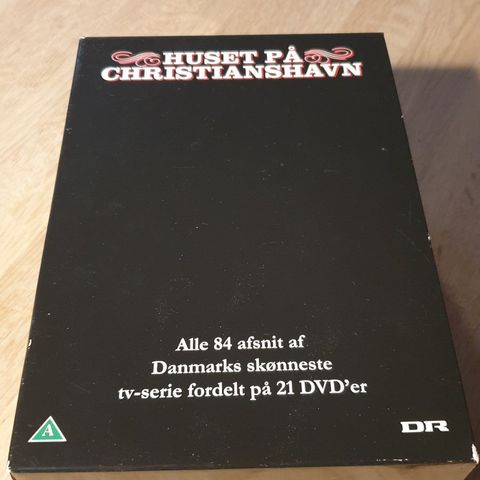 HUSET PÅ
CHRISTIANSHAVN
Alle 84 afsnit af
Danmarks skønneste
tv-serie fordelt på 21 DVD'er
A
DR